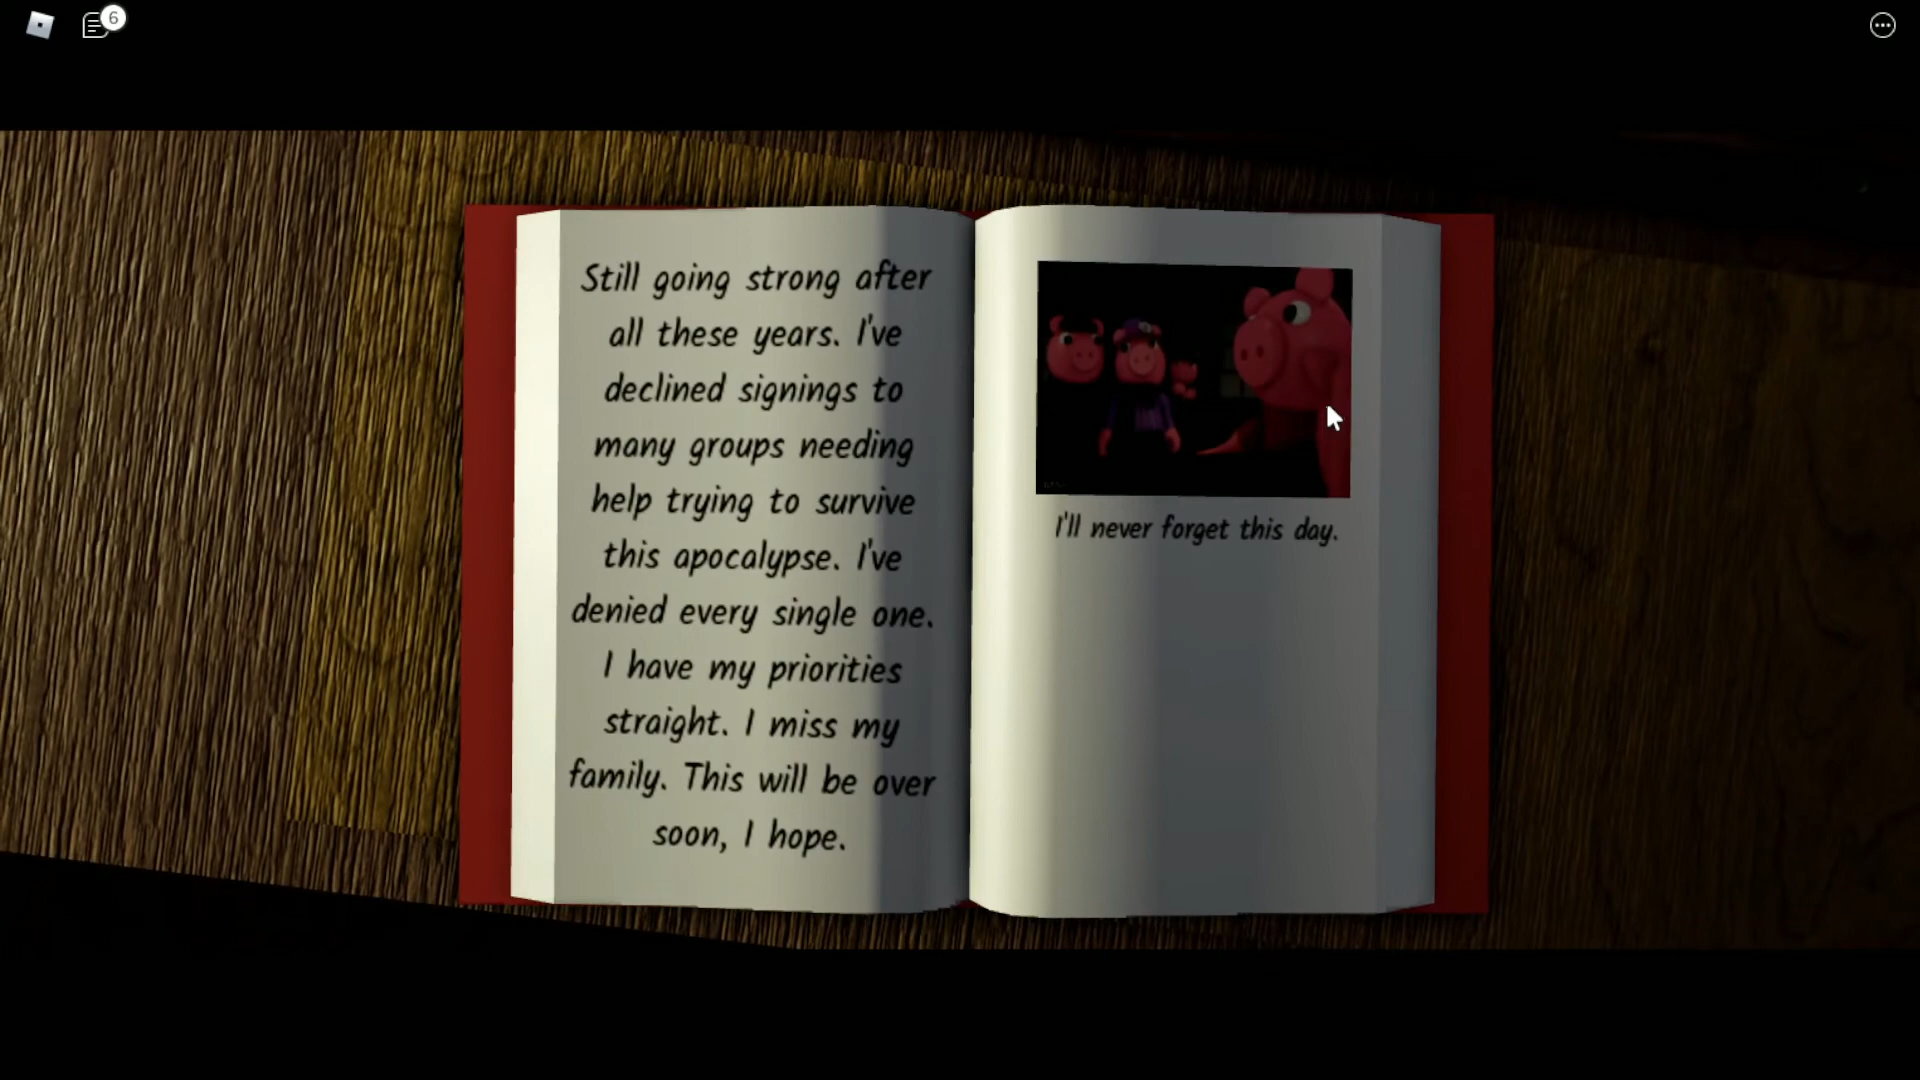 6
Still going strong after
all these years. I've
declined signings to
many groups needing
help trying to survive
this apocalypse. I've
denied every single one.
I have my priorities
straight. I miss my
family. This will be over
soon, I hope.
I'll never forget this day.